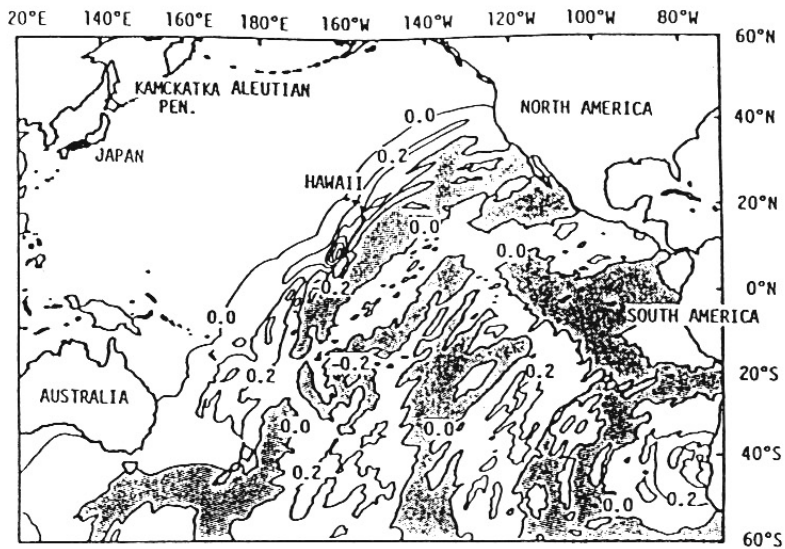 20°E 140°E 160°E 180°E 160°W 140°W 120°W 100°W 80°W
60°N
KAMCKATKA ALEUTIAN
PEN.
NORTH AMERICA
0.0
40°N
JAPAN
0.2
HAWAII
20°N
0.0
0.0
0.2
0°N
0.0
SOUTH AMERICA
-0.2
0.2
0.2
20°S
AUSTRALIA
0.0
0.0
40°S
0.2
0.0
0.2
60°S